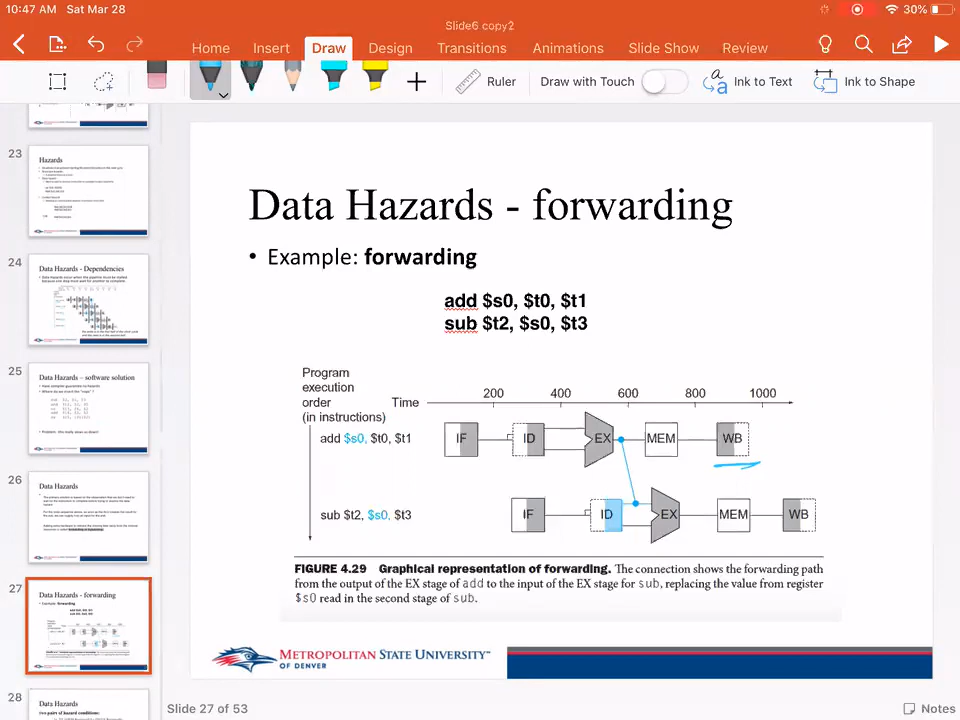 10:47 AM Sat Mar 28
30%
Slide6 copy2
Home Insert Draw Design Transitions Animations Slide Show Review
Ruler Draw with Touch Ink to Text Ink to Shape
23
Hazards
24
Data Hazards - Dependencies
25
Data Hazards – software solution
26
Data Hazards
27
Data Hazards - forwarding
28
Data Hazards
Data Hazards - forwarding
• Example: forwarding
add $s0, $t0, $t1
sub $t2, $s0, $t3
Program
execution
order
(in instructions)
Time
200 400 600 800 1000
add $s0, $t0, $t1
IF ID EX MEM WB
sub $t2, $s0, $t3
IF ID EX MEM WB
FIGURE 4.29 Graphical representation of forwarding. The connection shows the forwarding path
from the output of the EX stage of add to the input of the EX stage for sub, replacing the value from register
$s0 read in the second stage of sub.
METROPOLITAN STATE UNIVERSITY™
OF DENVER
Slide 27 of 53
Notes